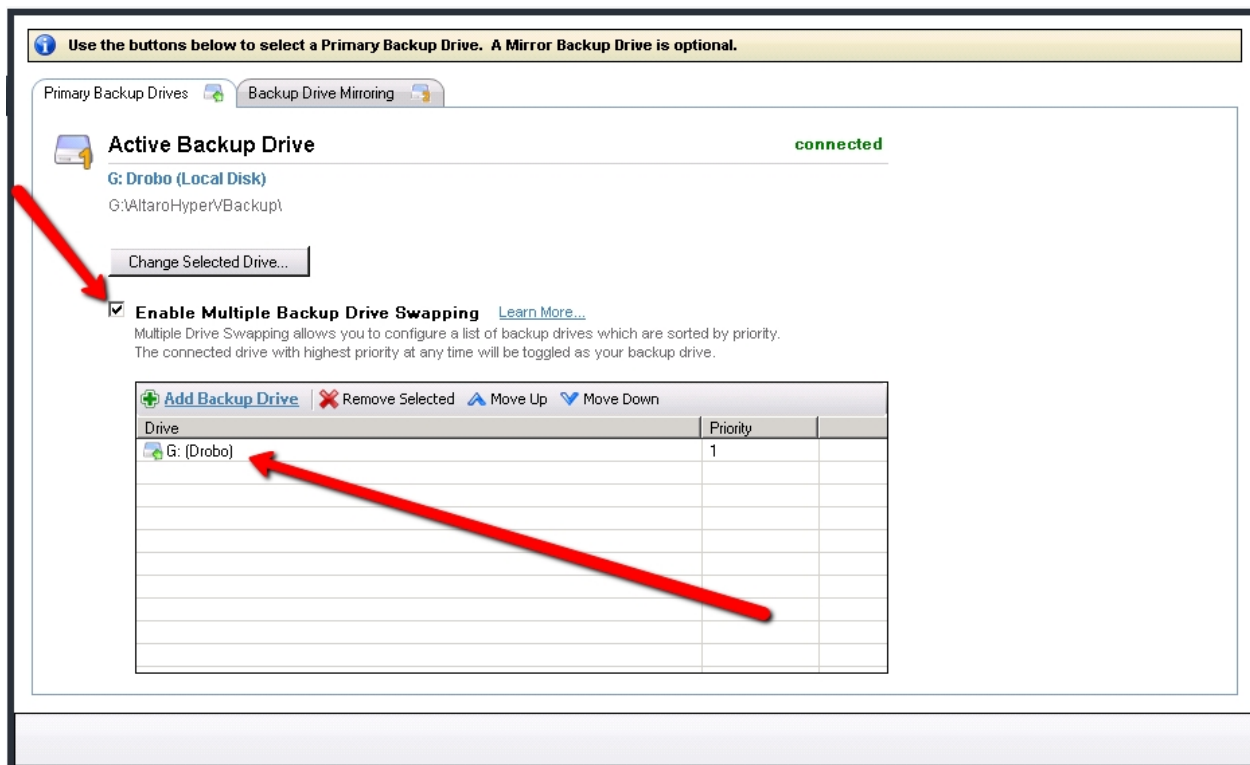 Use the buttons below to select a Primary Backup Drive. A Mirror Backup Drive is optional.
Primary Backup Drives Backup Drive Mirroring
Active Backup Drive connected
G: Drobo (Local Disk)
G:\AltaroHyperVBackup\
Change Selected Drive...
Enable Multiple Backup Drive Swapping Learn More...
Multiple Drive Swapping allows you to configure a list of backup drives which are sorted by priority.
The connected drive with highest priority at any time will be toggled as your backup drive.
Add Backup Drive Remove Selected Move Up Move Down
Drive Priority
G: (Drobo) 1